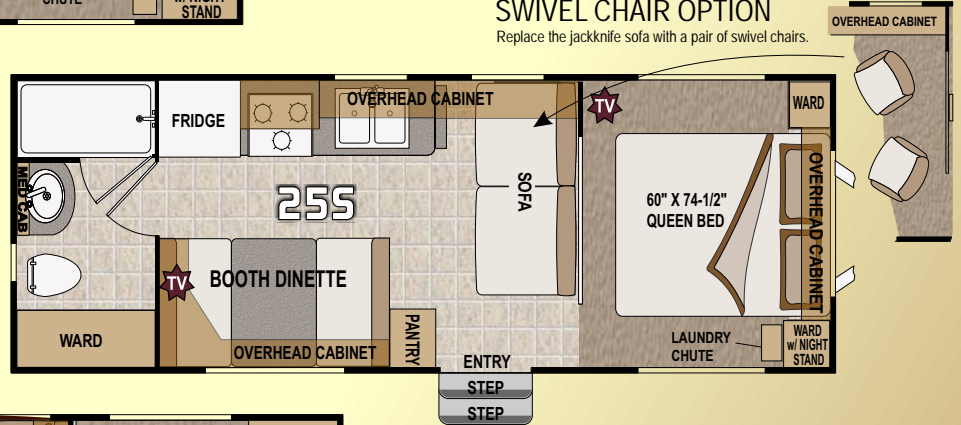 CHUTE
W/ NIGHT
STAND
SWIVEL CHAIR OPTION
Replace the jackknife sofa with a pair of swivel chairs.
OVERHEAD CABINET
FRIDGE
OVERHEAD CABINET
TV
WARD
MED CAB
25S
SOFA
60" X 74-1/2"
QUEEN BED
OVERHEAD CABINET
TV
BOOTH DINETTE
WARD
OVERHEAD CABINET
PANTRY
ENTRY
STEP
STEP
LAUNDRY
CHUTE
WARD
w/ NIGHT
STAND